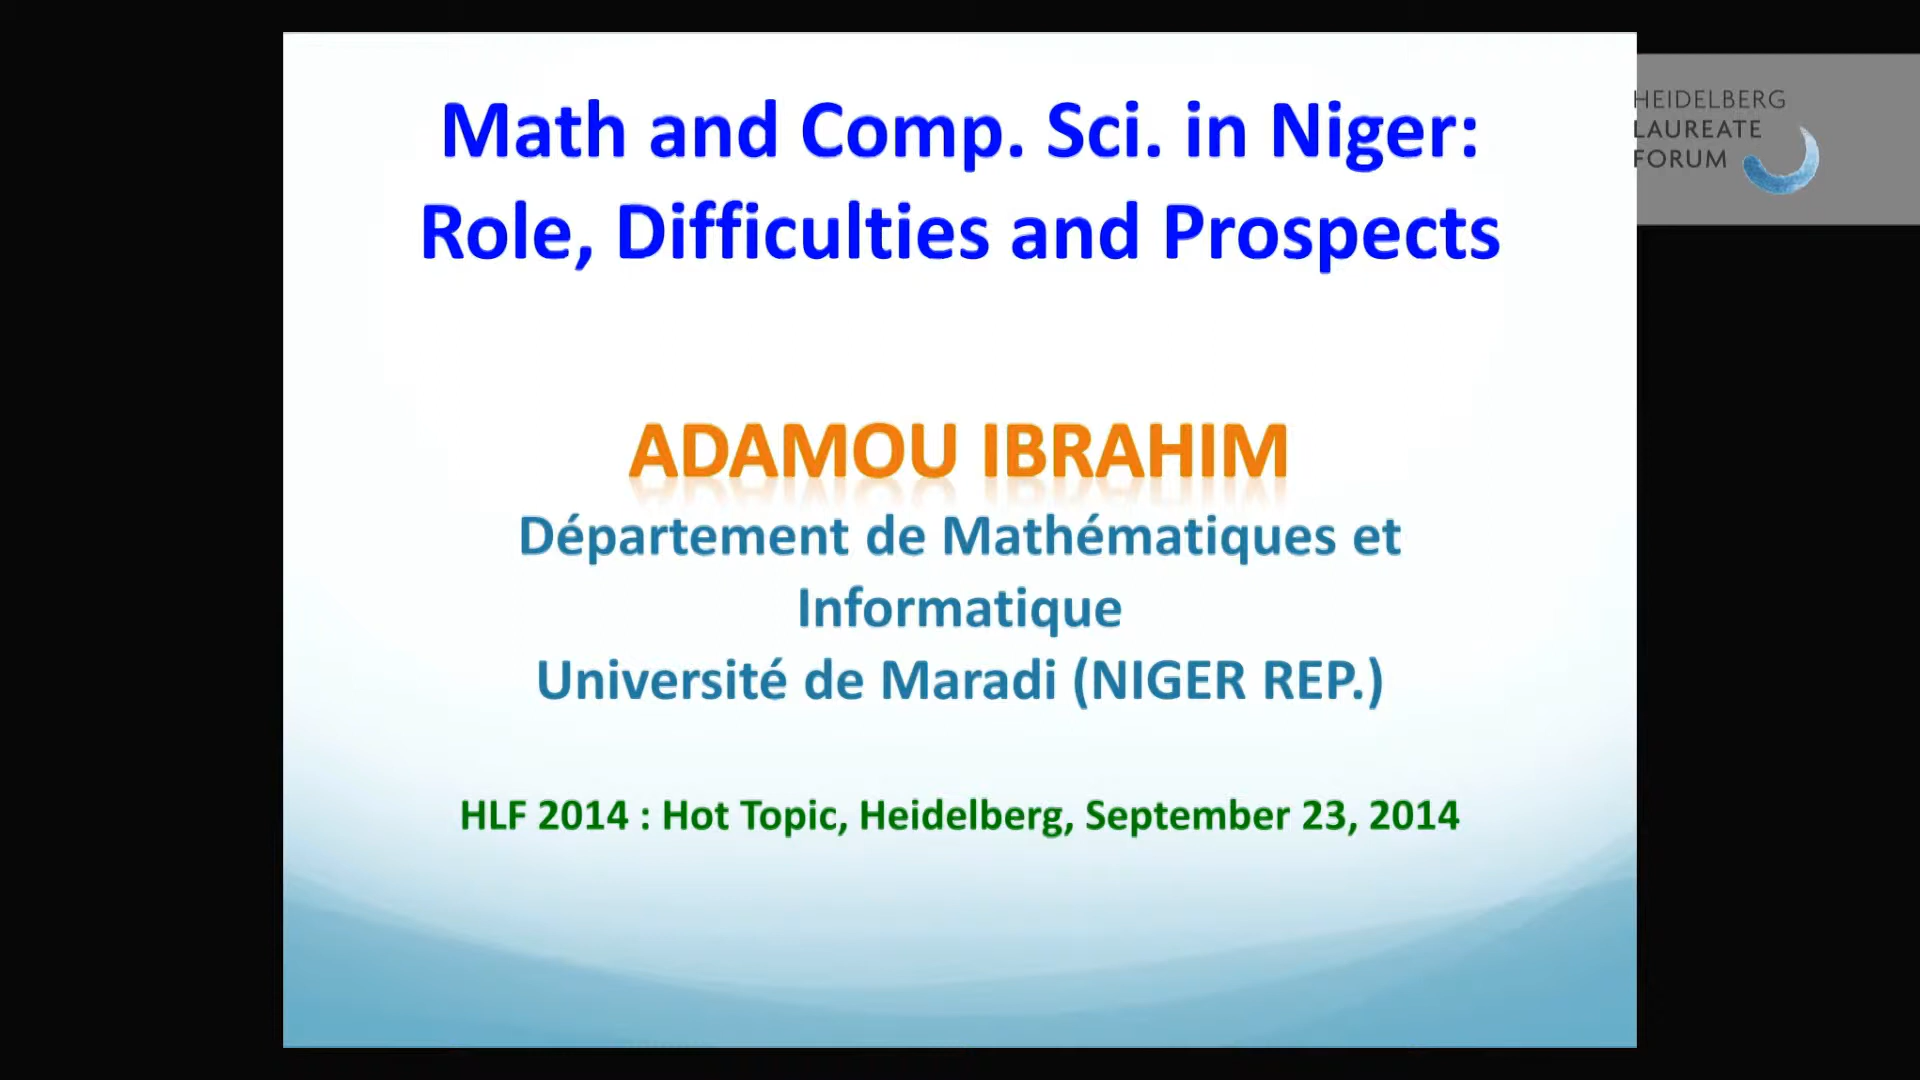 Math and Comp. Sci. in Niger:
Role, Difficulties and Prospects
ADAMOU IBRAHIM
Département de Mathématiques et
Informatique
Université de Maradi (NIGER REP.)
HLF 2014 : Hot Topic, Heidelberg, September 23, 2014
HEIDELBERG
LAUREATE
FORUM